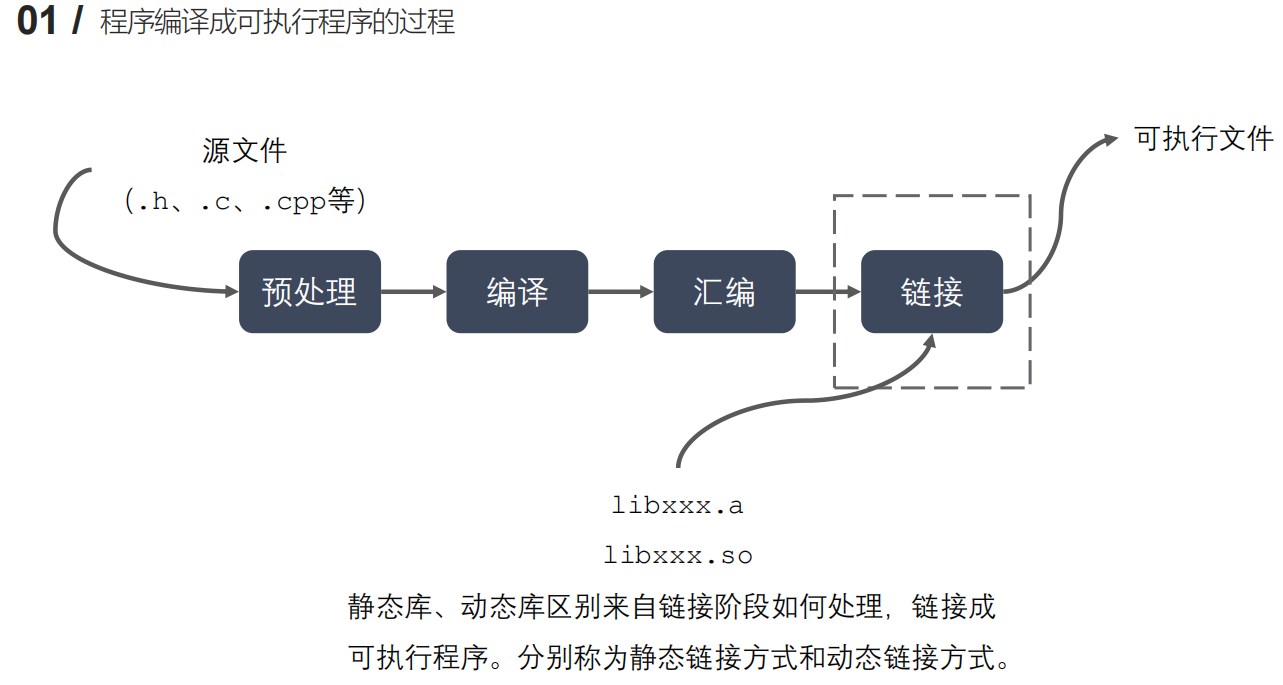 01 / 程序编译成可执行程序的过程
源文件
（.h、.c、.cpp等）
可执行文件
预处理
编译
汇编
链接
libxxx.a
libxxx.so
静态库、动态库区别来自链接阶段如何处理，链接成
可执行程序。分别称为静态链接方式和动态链接方式。